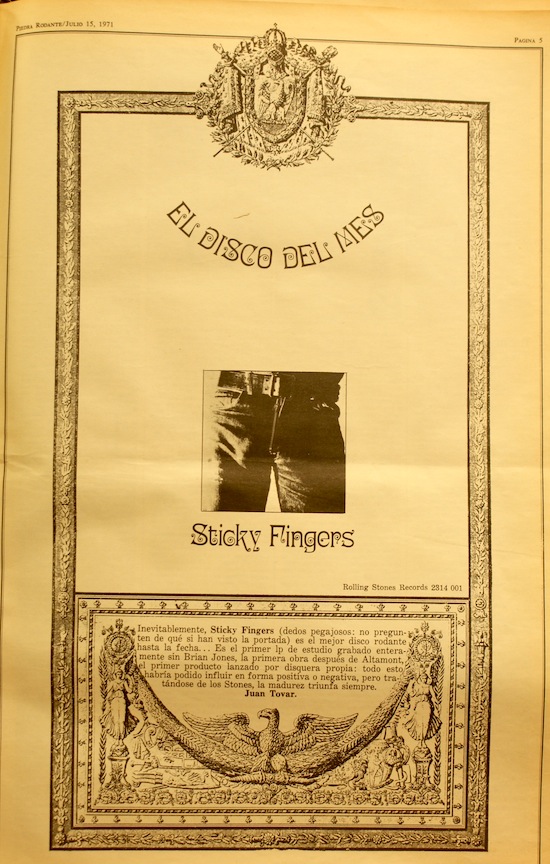 PIEDRA RODANTE/JULIO 15, 1971
PAGINA 5
EL DISCO DEL MES
Sticky Fingers
Rolling Stones Records 2314 001
Inevitablemente, Sticky Fingers (dedos pegajosos: no pregun-
ten de qué si han visto la portada) es el mejor disco rodante
hasta la fecha... Es el primer lp de estudio grabado entera-
mente sin Brian Jones, la primera obra después de Altamont,
el primer producto lanzado por disquera propia: todo esto
habría podido influir en forma positiva o negativa, pero tra-
tándose de los Stones, la madurez triunfa siempre.
Juan Tovar.